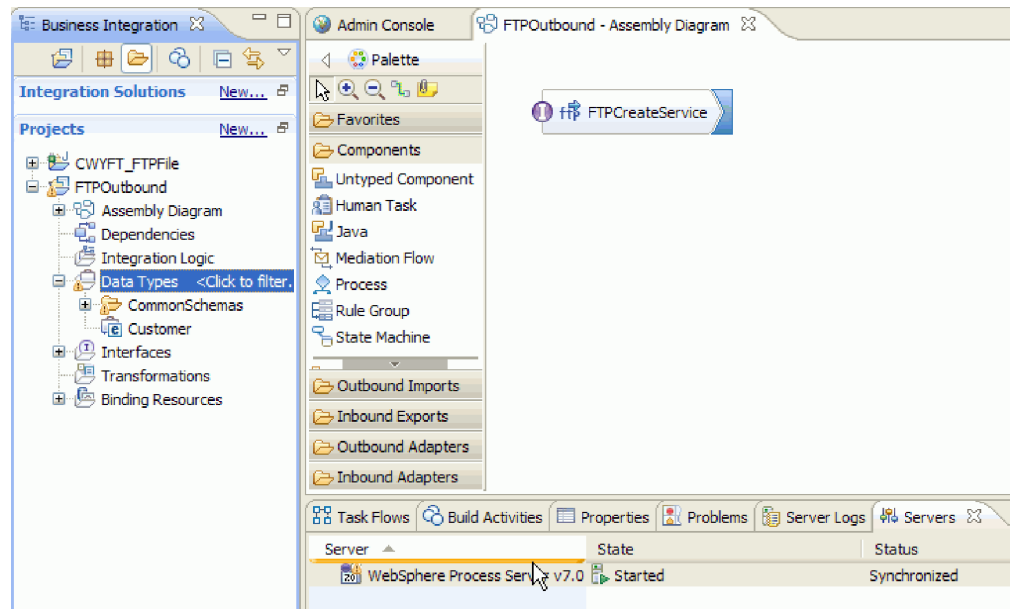 Business Integration
Integration Solutions New...
Projects New...
CWYFT_FTPFile
FTPOutbound
Assembly Diagram
Dependencies
Integration Logic
Data Types <Click to filter.
CommonSchemas
Customer
Interfaces
Transformations
Binding Resources
Admin Console
FTPOutbound - Assembly Diagram
Palette
Favorites
Components
Untyped Component
Human Task
Java
Mediation Flow
Process
Rule Group
State Machine
Outbound Imports
Inbound Exports
Outbound Adapters
Inbound Adapters
ftp FTPCreateService
Task Flows Build Activities Properties Problems Server Logs Servers
Server State Status
WebSphere Process Server v7.0 Started Synchronized